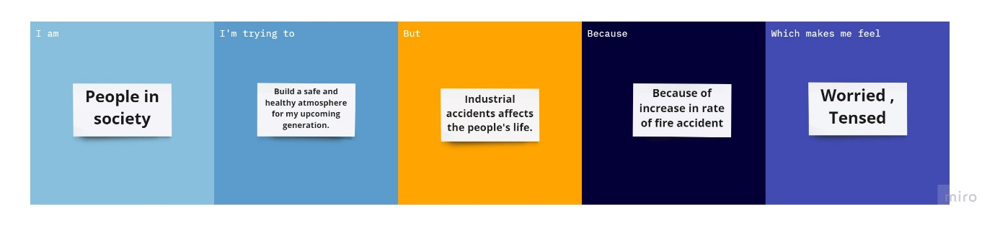 I am
People in
society
I'm trying to
Build a safe and
healthy atmosphere
for my upcoming
generation.
But
Industrial
accidents affects
the people's life.
Because
Because of
increase in rate
of fire accident
Which makes me feel
Worried ,
Tensed
miro